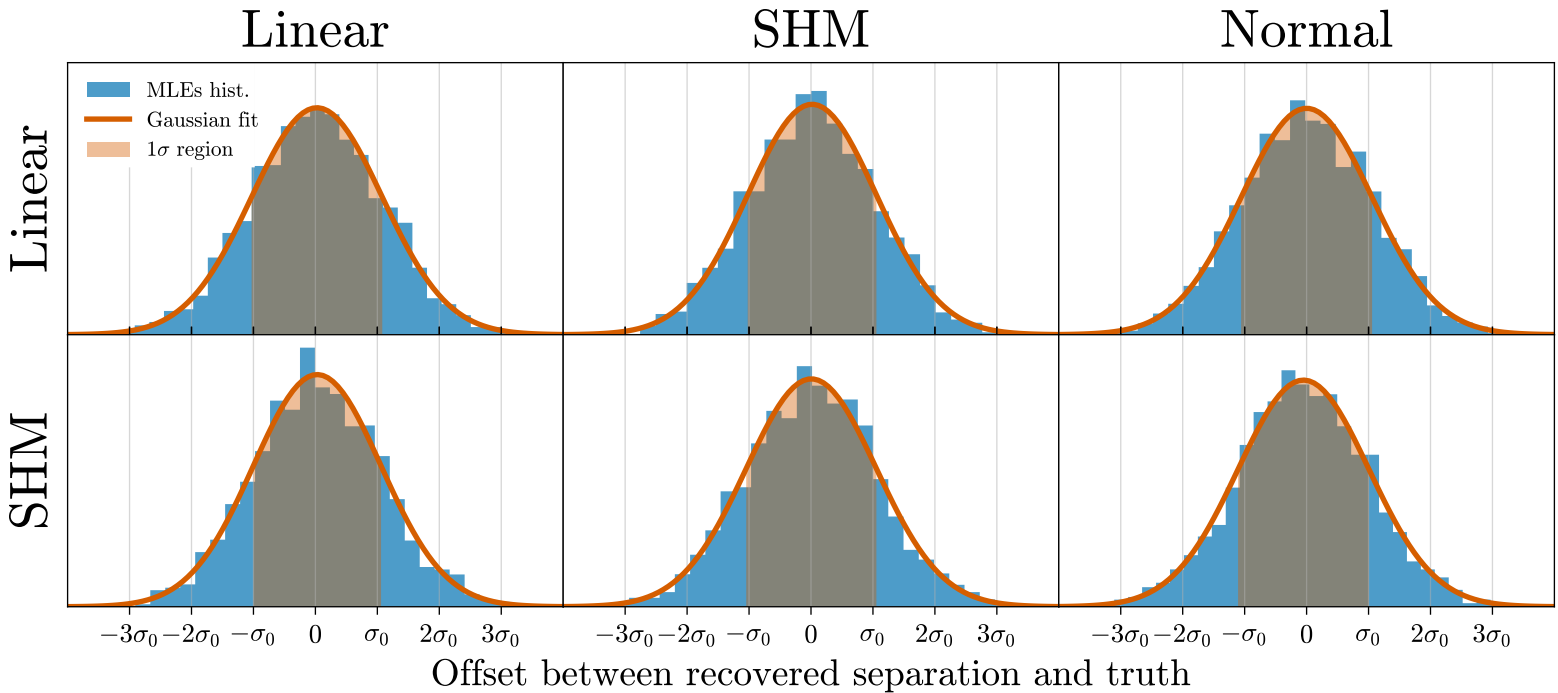 Linear SHM Normal
Linear
MLEs hist.
Gaussian fit
1σ region
SHM
−3σ₀ −2σ₀ −σ₀ 0 σ₀ 2σ₀ 3σ₀ −3σ₀ −2σ₀ −σ₀ 0 σ₀ 2σ₀ 3σ₀ −3σ₀ −2σ₀ −σ₀ 0 σ₀ 2σ₀ 3σ₀
Offset between recovered separation and truth